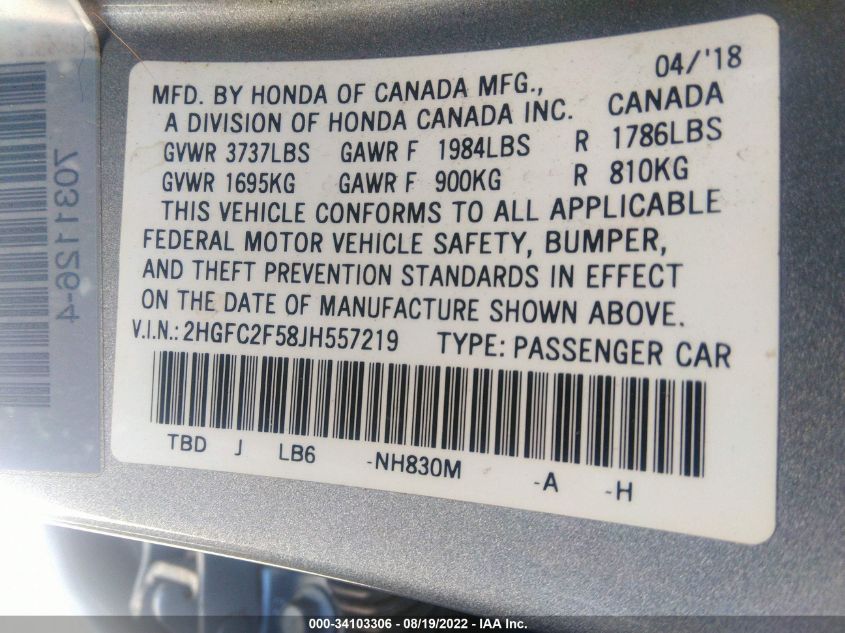 04/'18
MFD. BY HONDA OF CANADA MFG.,
A DIVISION OF HONDA CANADA INC. CANADA
GVWR 3737LBS GAWR F 1984LBS R 1786LBS
GVWR 1695KG GAWR F 900KG R 810KG
THIS VEHICLE CONFORMS TO ALL APPLICABLE
FEDERAL MOTOR VEHICLE SAFETY, BUMPER,
AND THEFT PREVENTION STANDARDS IN EFFECT
ON THE DATE OF MANUFACTURE SHOWN ABOVE.
V.I.N.: 2HGFC2F58JH557219 TYPE: PASSENGER CAR
TBD J LB6 -NH830M -A -H
7031126-4
000-34103306 - 08/19/2022 - IAA Inc.